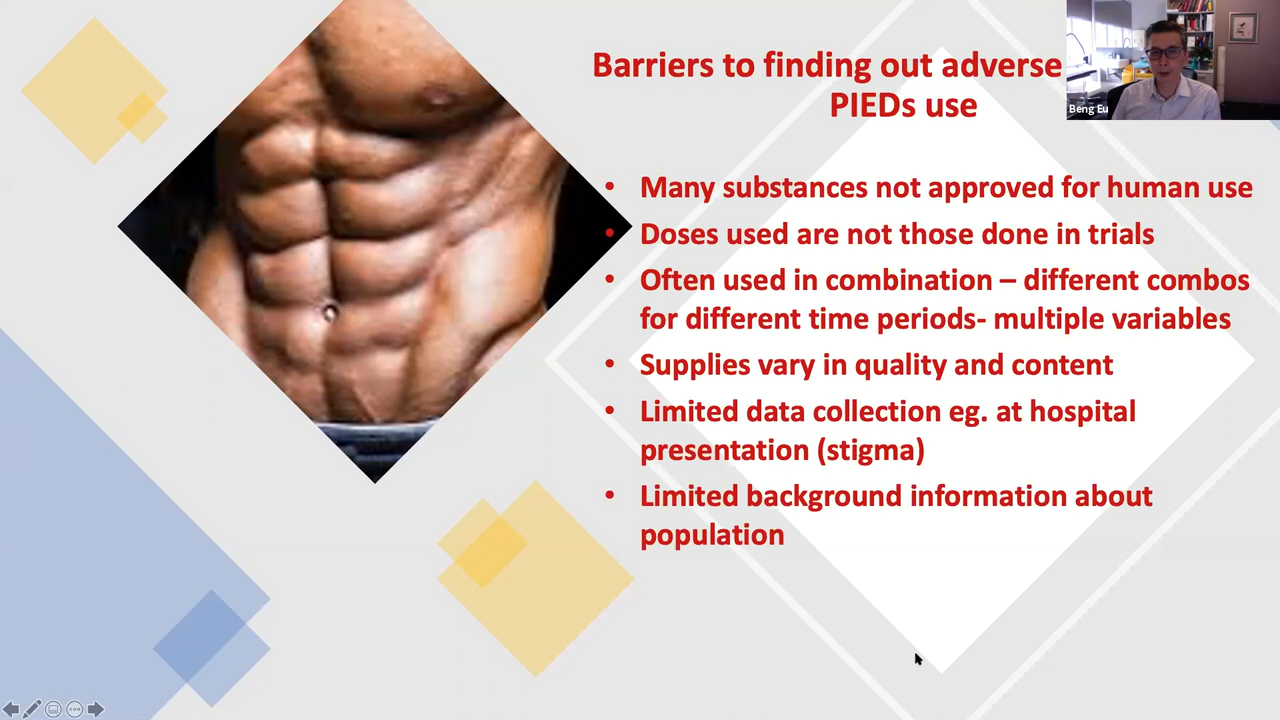 Barriers to finding out adverse
PIEDs use
Beng Eu
• Many substances not approved for human use
• Doses used are not those done in trials
• Often used in combination – different combos
for different time periods- multiple variables
• Supplies vary in quality and content
• Limited data collection eg. at hospital
presentation (stigma)
• Limited background information about
population